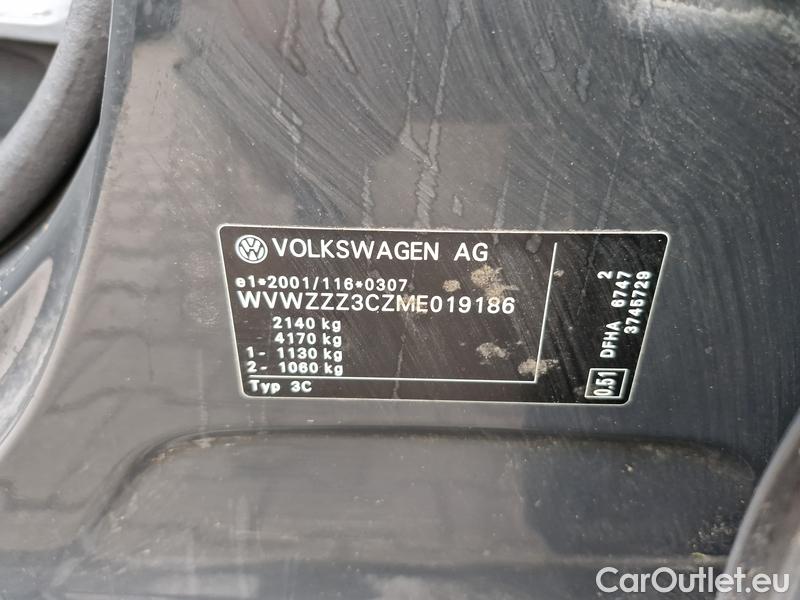 VOLKSWAGEN AG
e1*2001/116*0307
WVWZZZ3CZME019186
2140 kg
4170 kg
1- 1130 kg
2- 1060 kg
Typ 3C
2
DFHA 6747
3745729
0.51
CarOutlet.eu